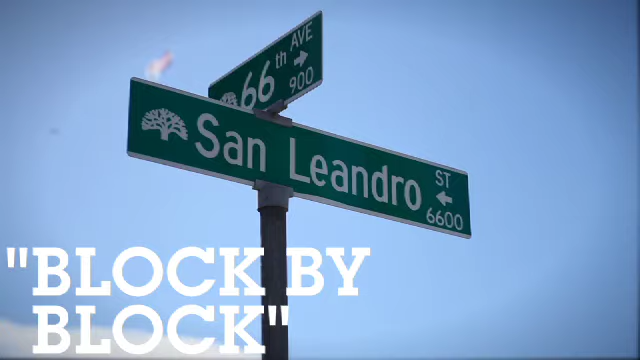 66th AVE
900
San Leandro ST
6600
"BLOCK BY
BLOCK"